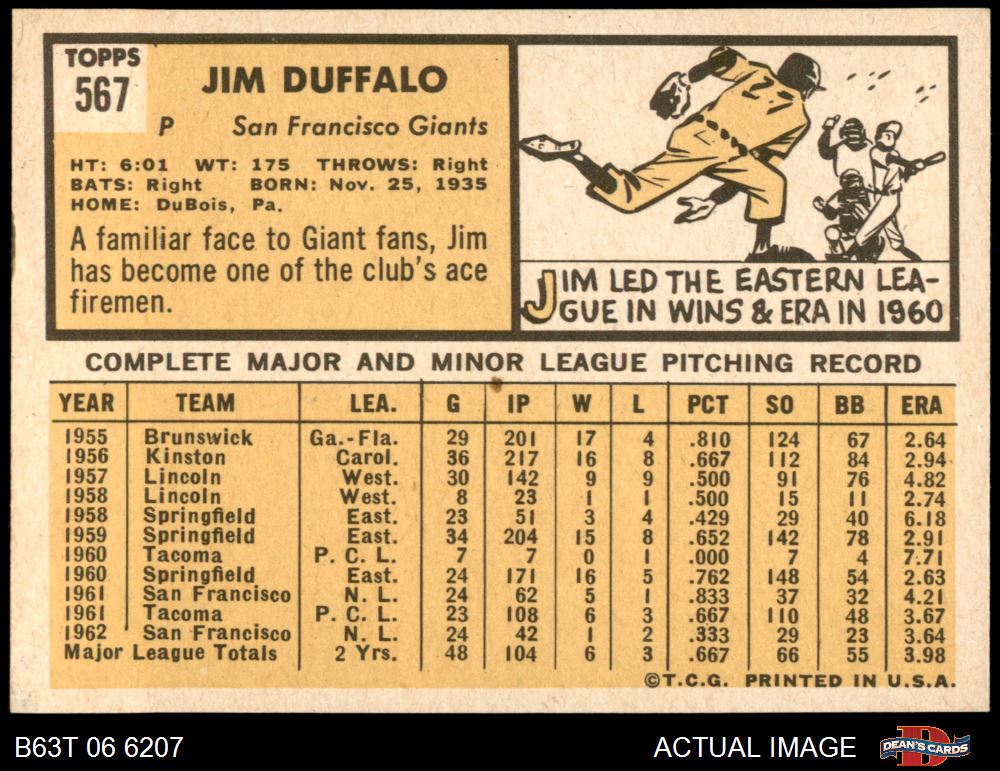 TOPPS
567
JIM DUFFALO
P San Francisco Giants
HT: 6:01 WT: 175 THROWS: Right
BATS: Right BORN: Nov. 25, 1935
HOME: DuBois, Pa.
A familiar face to Giant fans, Jim
has become one of the club's ace
firemen.
27
JIM LED THE EASTERN LEA-
GUE IN WINS & ERA IN 1960
COMPLETE MAJOR AND MINOR LEAGUE PITCHING RECORD
YEAR TEAM LEA. G IP W L PCT SO BB ERA
1955 Brunswick Ga.-Fla. 29 201 17 4 .810 124 67 2.64
1956 Kinston Carol. 36 217 16 8 .667 112 84 2.94
1957 Lincoln West. 30 142 9 9 .500 91 76 4.82
1958 Lincoln West. 8 23 1 1 .500 15 11 2.74
1958 Springfield East. 23 51 3 4 .429 29 40 6.18
1959 Springfield East. 34 204 15 8 .652 142 78 2.91
1960 Tacoma P. C. L. 7 7 0 1 .000 7 4 7.71
1960 Springfield East. 24 171 16 5 .762 148 54 2.63
1961 San Francisco N. L. 24 62 5 1 .833 37 32 4.21
1961 Tacoma P. C. L. 23 108 6 3 .667 110 48 3.67
1962 San Francisco N. L. 24 42 1 2 .333 29 23 3.64
Major League Totals 2 Yrs. 48 104 6 3 .667 66 55 3.98
©T.C.G. PRINTED IN U.S.A.
B63T 06 6207 ACTUAL IMAGE DEAN'S CARDS